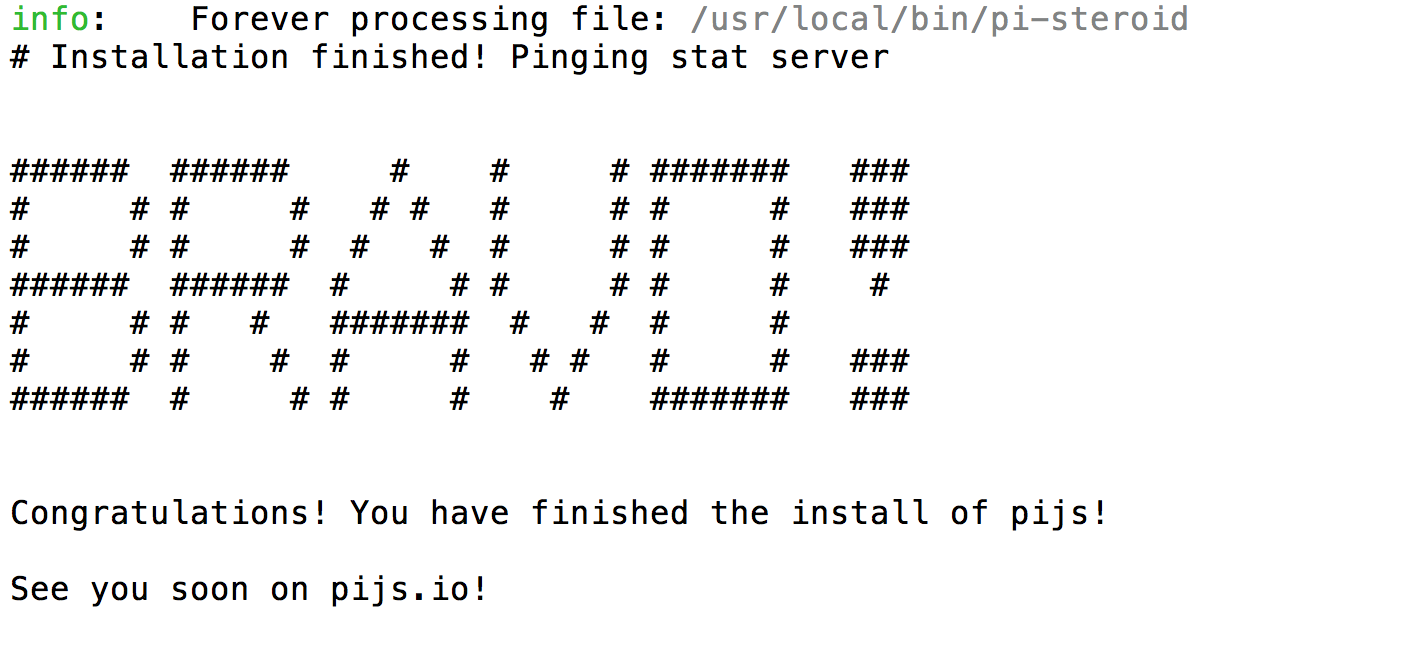 info:    Forever processing file: /usr/local/bin/pi-steroid
# Installation finished! Pinging stat server
######  ######     #    #     # #######   ###
#     # #     #   # #   #     # #     #   ###
#     # #     #  #   #  #     # #     #   ###
######  ######  #     # #     # #     #    #
#     # #   #   #######  #   #  #     #
#     # #    #  #     #   # #   #     #   ###
######  #     # #     #    #    #######   ###
Congratulations! You have finished the install of pijs!
See you soon on pijs.io!